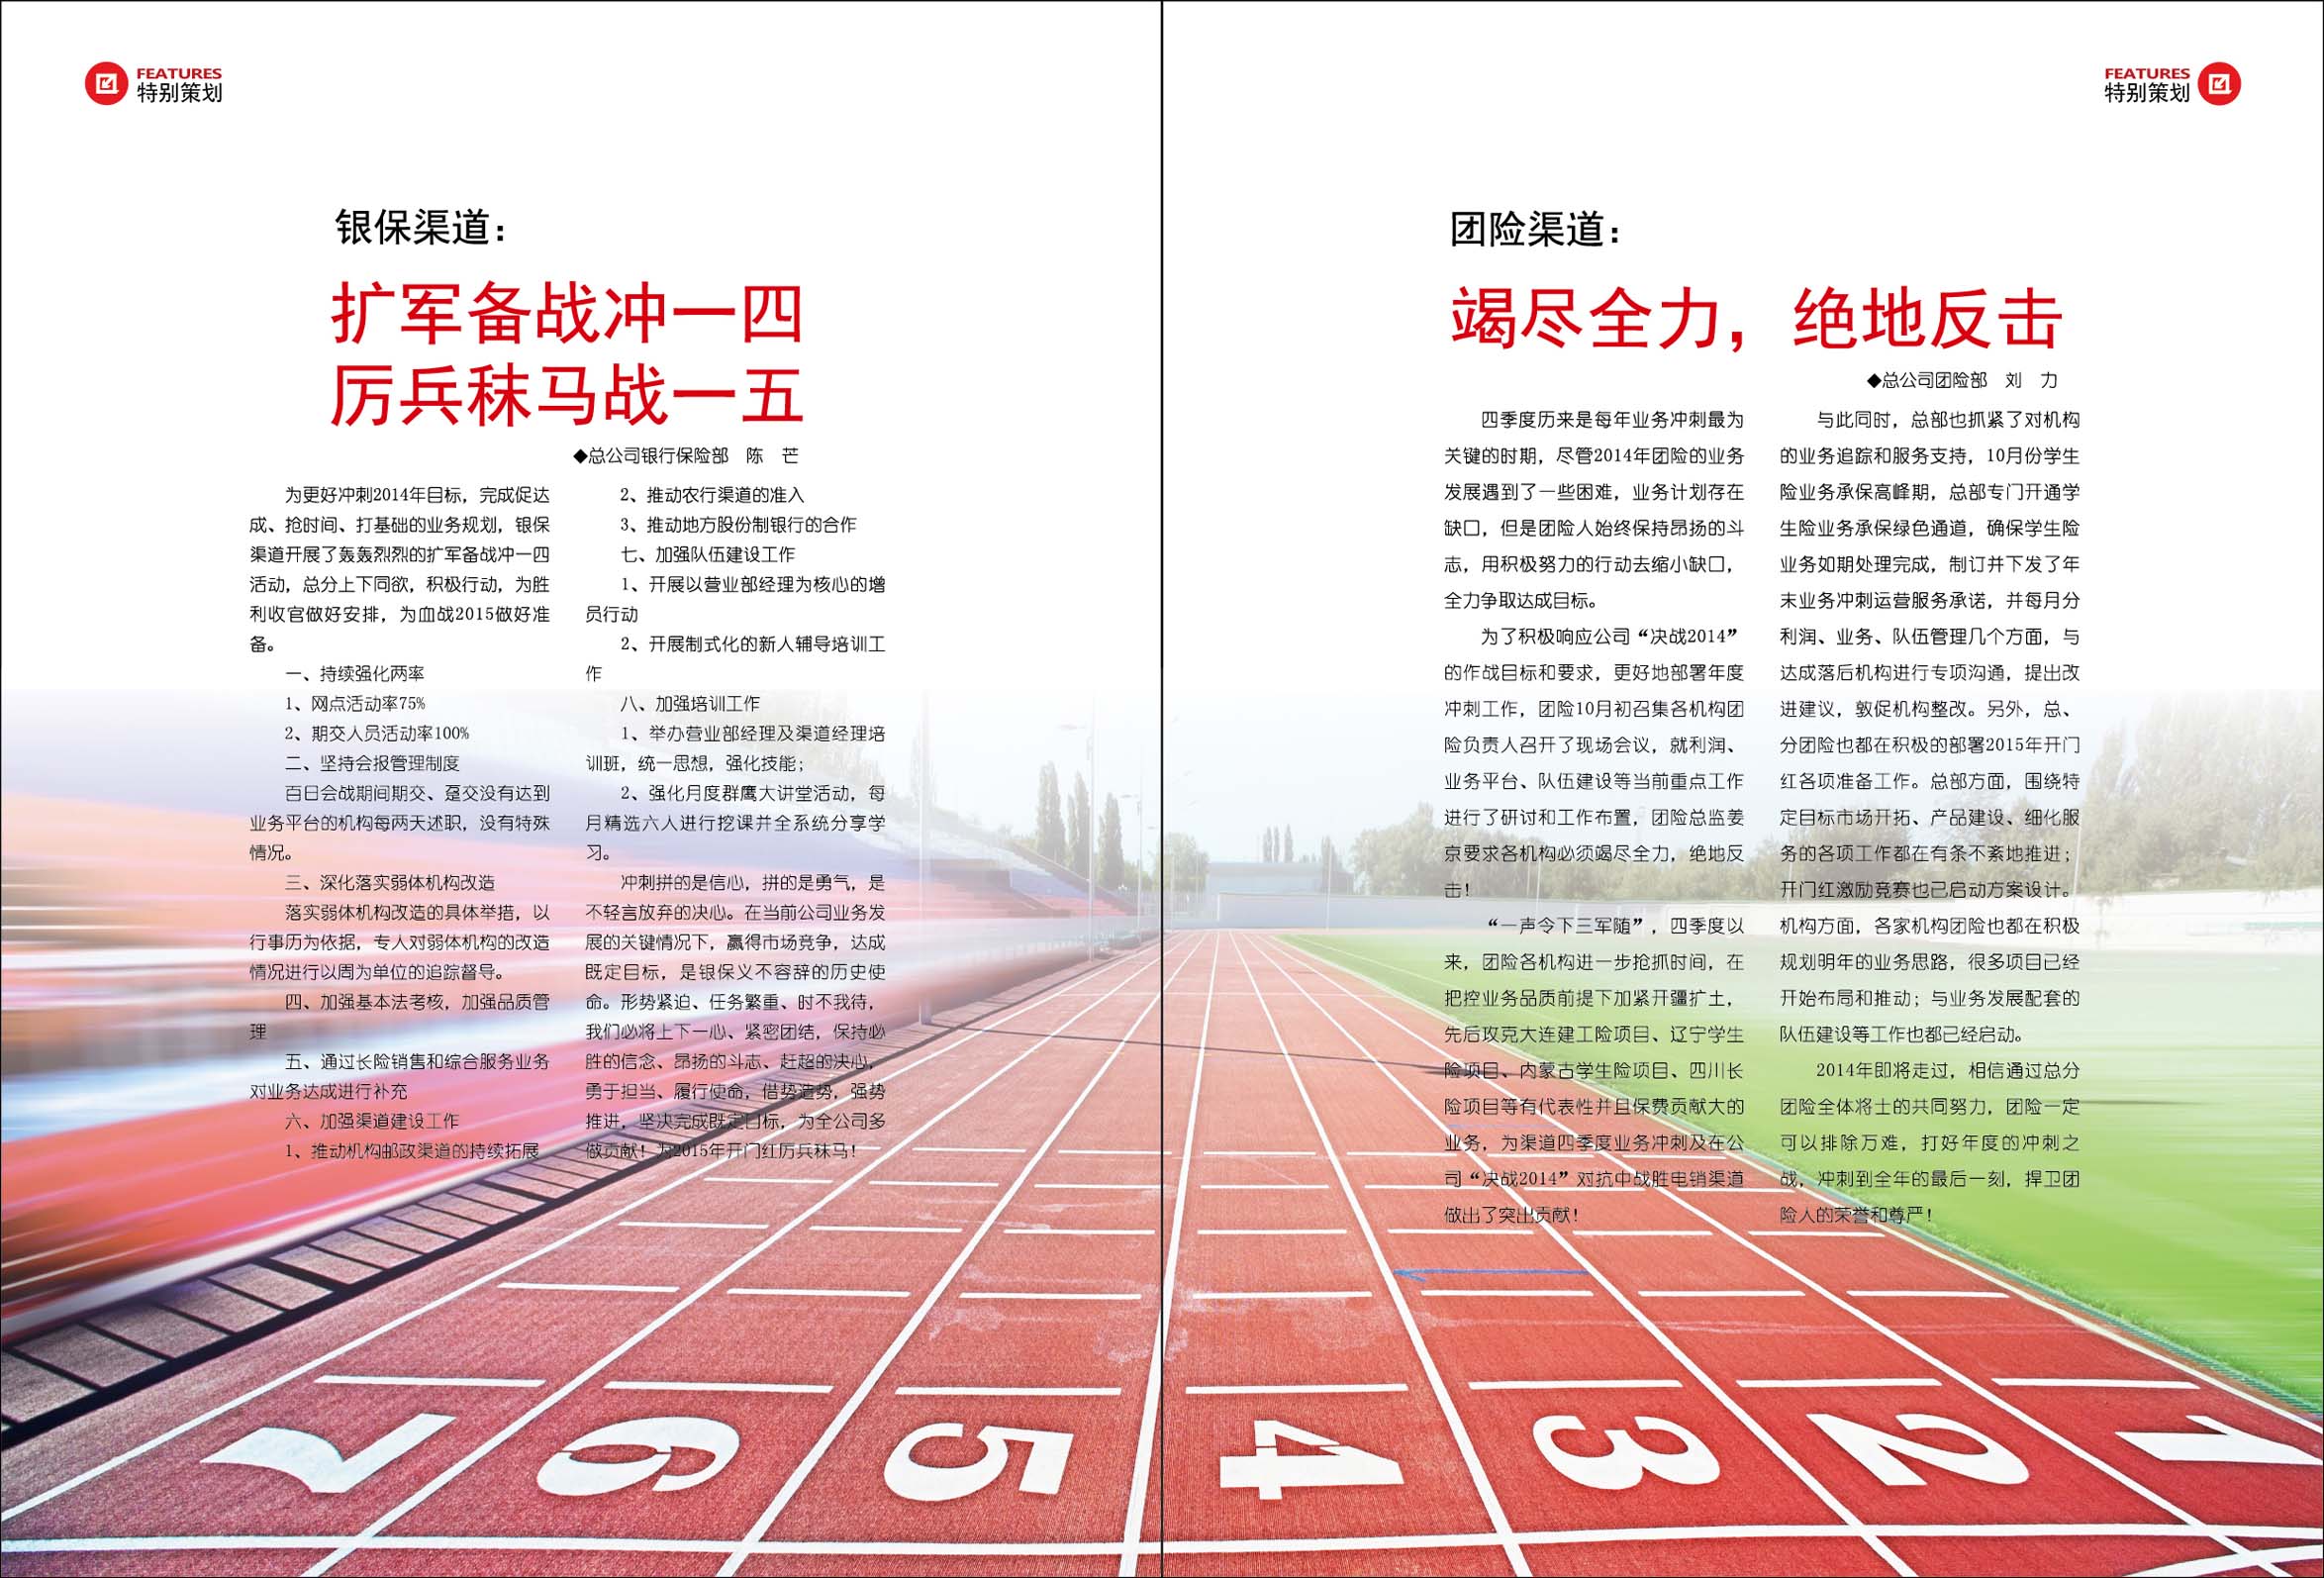 FEATURES
特别策划
银保渠道：
扩军备战冲一四
厉兵秣马战一五
◆总公司银行保险部　陈　芒
为更好冲刺2014年目标，完成促达
成、抢时间、打基础的业务规划，银保
渠道开展了轰轰烈烈的扩军备战冲一四
活动，总分上下同欲，积极行动，为胜
利收官做好安排，为血战2015做好准
备。
一、持续强化两率
1、网点活动率75%
2、期交人员活动率100%
二、坚持会报管理制度
百日会战期间期交、趸交没有达到
业务平台的机构每两天述职，没有特殊
情况。
三、深化落实弱体机构改造
落实弱体机构改造的具体举措，以
行事历为依据，专人对弱体机构的改造
情况进行以周为单位的追踪督导。
四、加强基本法考核，加强品质管
理
五、通过长险销售和综合服务业务
对业务达成进行补充
六、加强渠道建设工作
1、推动机构邮政渠道的持续拓展
2、推动农行渠道的准入
3、推动地方股份制银行的合作
七、加强队伍建设工作
1、开展以营业部经理为核心的增
员行动
2、开展制式化的新人辅导培训工
作
八、加强培训工作
1、举办营业部经理及渠道经理培
训班，统一思想，强化技能；
2、强化月度群鹰大讲堂活动，每
月精选六人进行挖课并全系统分享学
习。
冲刺拼的是信心，拼的是勇气，是
不轻言放弃的决心。在当前公司业务发
展的关键情况下，赢得市场竞争，达成
既定目标，是银保义不容辞的历史使
命。形势紧迫、任务繁重、时不我待，
我们必将上下一心、紧密团结，保持必
胜的信念、昂扬的斗志、赶超的决心，
勇于担当、履行使命，借势造势，强势
推进，坚决完成既定目标，为全公司多
做贡献！为2015年开门红厉兵秣马！
FEATURES
特别策划
团险渠道：
竭尽全力，绝地反击
◆总公司团险部　刘　力
四季度历来是每年业务冲刺最为
关键的时期，尽管2014年团险的业务
发展遇到了一些困难，业务计划存在
缺口，但是团险人始终保持昂扬的斗
志，用积极努力的行动去缩小缺口，
全力争取达成目标。
为了积极响应公司“决战2014”
的作战目标和要求，更好地部署年度
冲刺工作，团险10月初召集各机构团
险负责人召开了现场会议，就利润、
业务平台、队伍建设等当前重点工作
进行了研讨和工作布置，团险总监姜
京要求各机构必须竭尽全力，绝地反
击！
“一声令下三军随”，四季度以
来，团险各机构进一步抢抓时间，在
把控业务品质前提下加紧开疆扩土，
先后攻克大连建工险项目、辽宁学生
险项目、内蒙古学生险项目、四川长
险项目等有代表性并且保费贡献大的
业务，为渠道四季度业务冲刺及在公
司“决战2014”对抗中战胜电销渠道
做出了突出贡献！
与此同时，总部也抓紧了对机构
的业务追踪和服务支持，10月份学生
险业务承保高峰期，总部专门开通学
生险业务承保绿色通道，确保学生险
业务如期处理完成，制订并下发了年
末业务冲刺运营服务承诺，并每月分
利润、业务、队伍管理几个方面，与
达成落后机构进行专项沟通，提出改
进建议，敦促机构整改。另外，总、
分团险也都在积极的部署2015年开门
红各项准备工作。总部方面，围绕特
定目标市场开拓、产品建设、细化服
务的各项工作都在有条不紊地推进；
开门红激励竞赛也已启动方案设计。
机构方面，各家机构团险也都在积极
规划明年的业务思路，很多项目已经
开始布局和推动；与业务发展配套的
队伍建设等工作也都已经启动。
2014年即将走过，相信通过总分
团险全体将士的共同努力，团险一定
可以排除万难，打好年度的冲刺之
战，冲刺到全年的最后一刻，捍卫团
险人的荣誉和尊严！
7 6 5 4 3 2 1